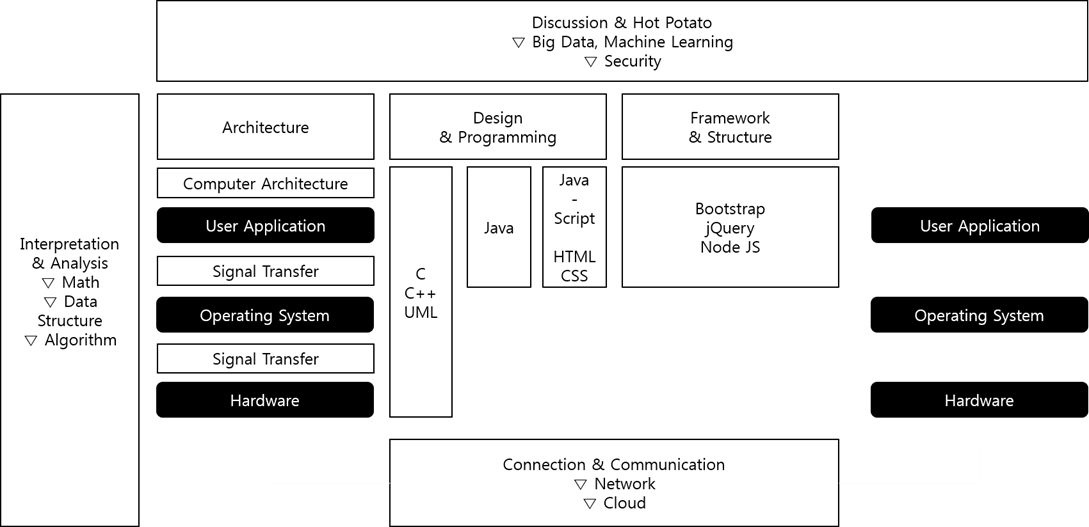 Discussion & Hot Potato
▽ Big Data, Machine Learning
▽ Security
Interpretation
& Analysis
▽ Math
▽ Data
Structure
▽ Algorithm
Architecture
Computer Architecture
User Application
Signal Transfer
Operating System
Signal Transfer
Hardware
Design
& Programming
C
C++
UML
Java
Java
-
Script
HTML
CSS
Framework
& Structure
Bootstrap
jQuery
Node JS
User Application
Operating System
Hardware
Connection & Communication
▽ Network
▽ Cloud